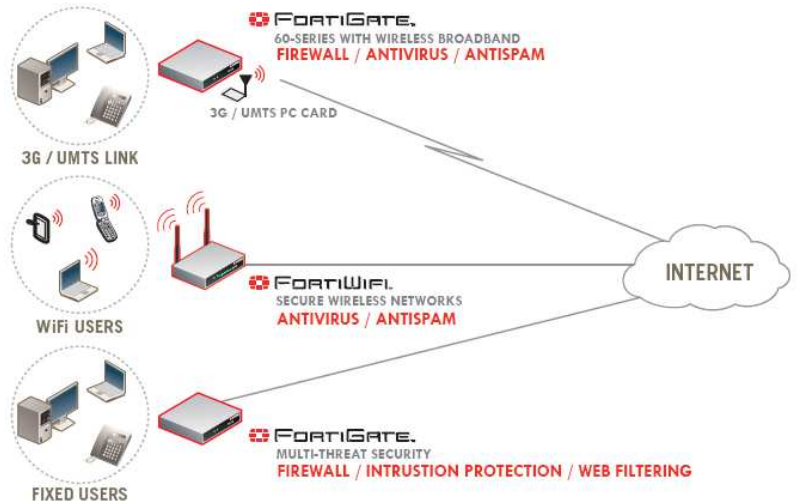 FORTIGATE.
60-SERIES WITH WIRELESS BROADBAND
FIREWALL / ANTIVIRUS / ANTISPAM
3G / UMTS PC CARD
3G / UMTS LINK
FORTIWIFI.
SECURE WIRELESS NETWORKS
ANTIVIRUS / ANTISPAM
WiFi USERS
INTERNET
FORTIGATE.
MULTI-THREAT SECURITY
FIREWALL / INTRUSTION PROTECTION / WEB FILTERING
FIXED USERS